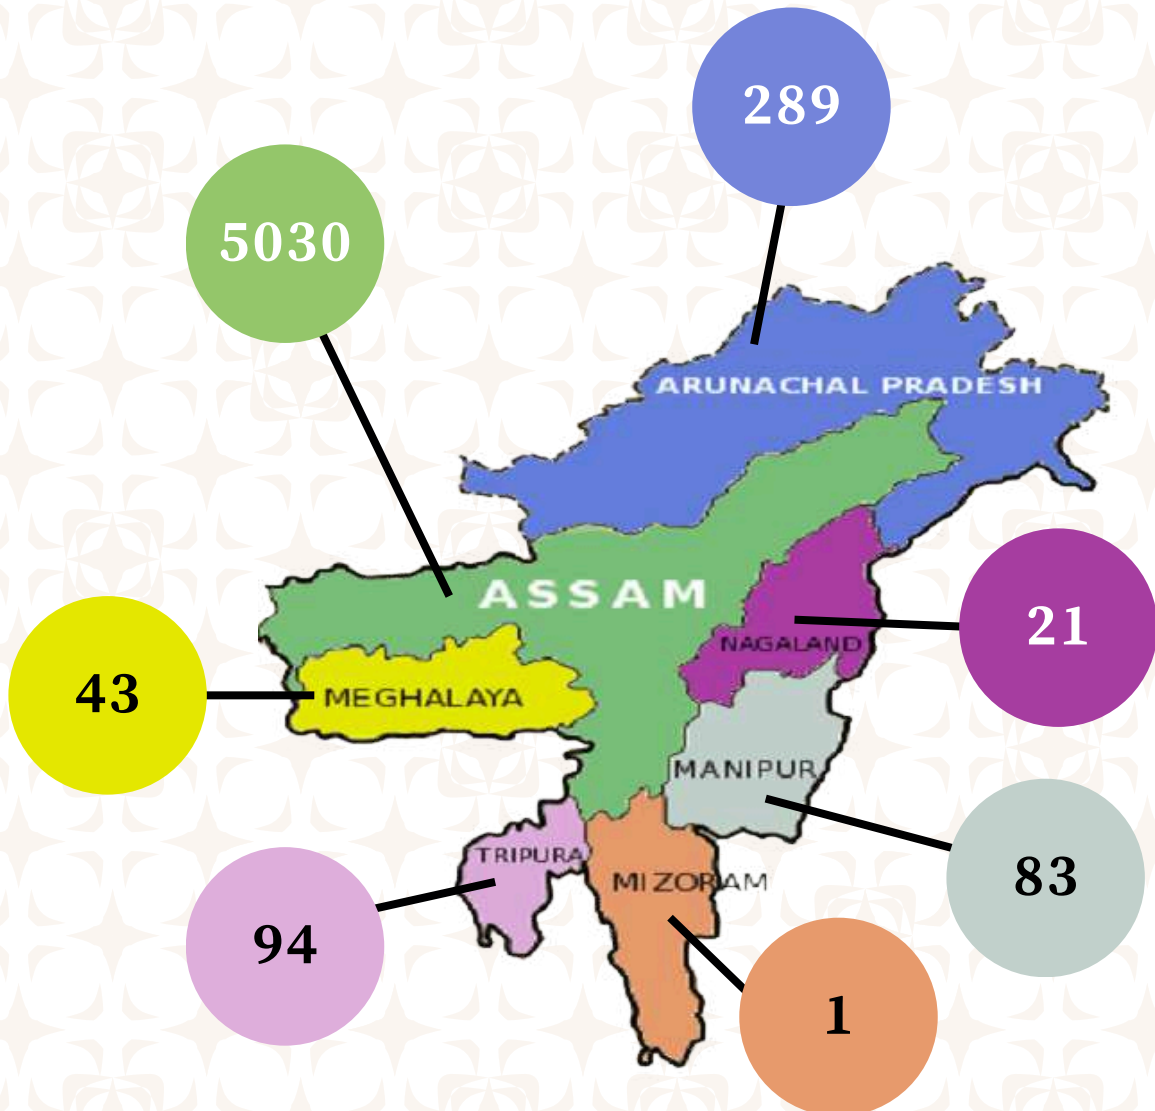 289
5030
ARUNACHAL PRADESH
ASSAM
21
NAGALAND
43
MEGHALAYA
MANIPUR
83
TRIPURA
MIZORAM
94
1